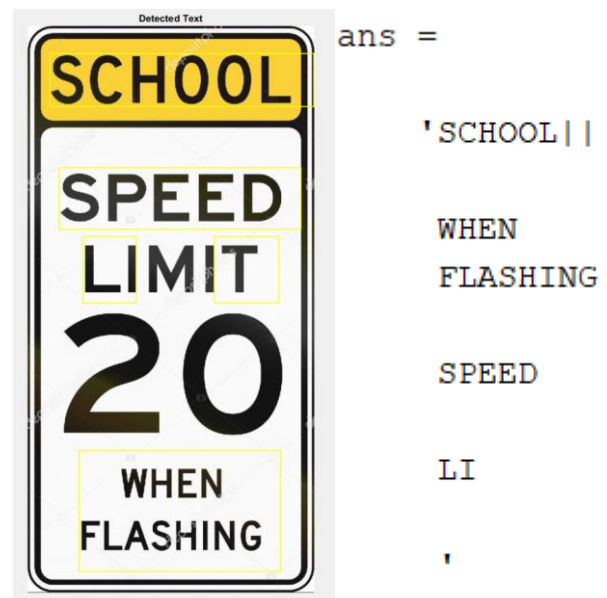 Detected Text
SCHOOL
SPEED
LIMIT
20
WHEN
FLASHING
ans =
'SCHOOL||
WHEN
FLASHING
SPEED
LI
'